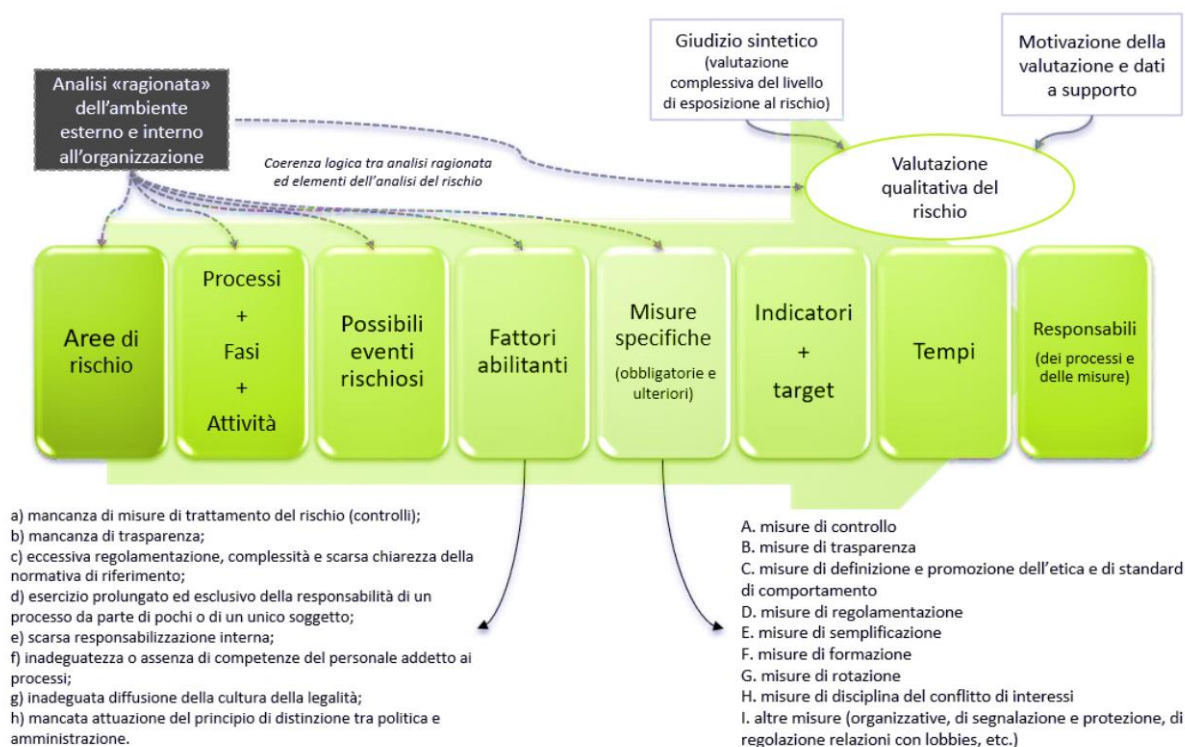 Giudizio sintetico
(valutazione
complessiva del livello
di esposizione al rischio)
Motivazione della
valutazione e dati
a supporto
Analisi «ragionata»
dell'ambiente
esterno e interno
all'organizzazione
Coerenza logica tra analisi ragionata
ed elementi dell'analisi del rischio
Valutazione
qualitativa del
rischio
Aree di
rischio
Processi
+
Fasi
+
Attività
Possibili
eventi
rischiosi
Fattori
abilitanti
Misure
specifiche
(obbligatorie e
ulteriori)
Indicatori
+
target
Tempi
Responsabili
(dei processi e
delle misure)
a) mancanza di misure di trattamento del rischio (controlli);
b) mancanza di trasparenza;
c) eccessiva regolamentazione, complessità e scarsa chiarezza della
normativa di riferimento;
d) esercizio prolungato ed esclusivo della responsabilità di un
processo da parte di pochi o di un unico soggetto;
e) scarsa responsabilizzazione interna;
f) inadeguatezza o assenza di competenze del personale addetto ai
processi;
g) inadeguata diffusione della cultura della legalità;
h) mancata attuazione del principio di distinzione tra politica e
amministrazione.
A. misure di controllo
B. misure di trasparenza
C. misure di definizione e promozione dell'etica e di standard
di comportamento
D. misure di regolamentazione
E. misure di semplificazione
F. misure di formazione
G. misure di rotazione
H. misure di disciplina del conflitto di interessi
I. altre misure (organizzative, di segnalazione e protezione, di
regolazione relazioni con lobbies, etc.)